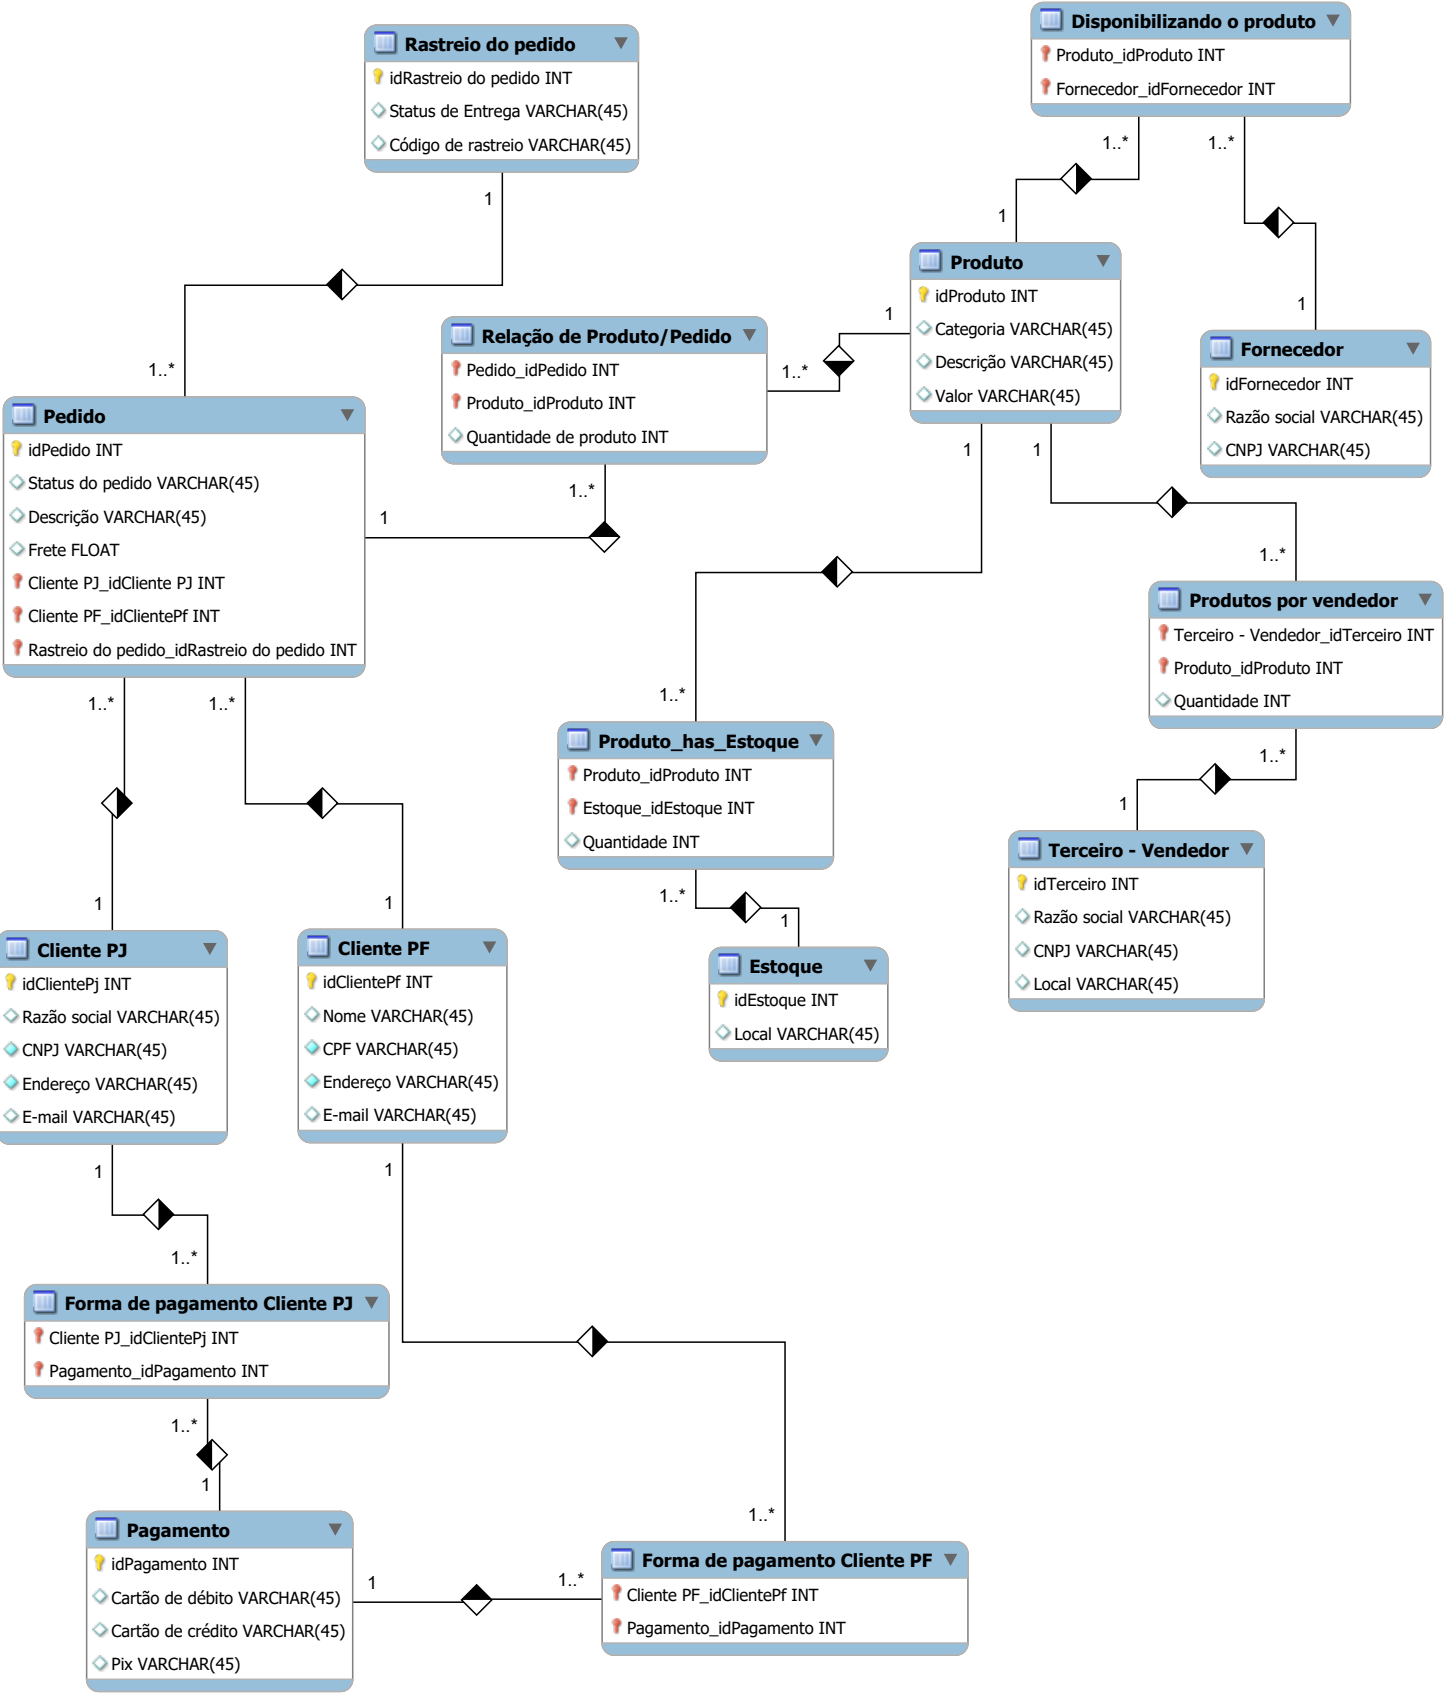 Rastreio do pedido
idRastreio do pedido INT
Status de Entrega VARCHAR(45)
Código de rastreio VARCHAR(45)
1
1..*
Disponibilizando o produto
Produto_idProduto INT
Fornecedor_idFornecedor INT
1..*
1..*
1
1
Produto
idProduto INT
Categoria VARCHAR(45)
Descrição VARCHAR(45)
Valor VARCHAR(45)
1
1
1
Relação de Produto/Pedido
Pedido_idPedido INT
Produto_idProduto INT
Quantidade de produto INT
1..*
1..*
Fornecedor
idFornecedor INT
Razão social VARCHAR(45)
CNPJ VARCHAR(45)
Pedido
idPedido INT
Status do pedido VARCHAR(45)
Descrição VARCHAR(45)
Frete FLOAT
Cliente PJ_idCliente PJ INT
Cliente PF_idClientePf INT
Rastreio do pedido_idRastreio do pedido INT
1
1..*
1..*
1..*
Produtos por vendedor
Terceiro - Vendedor_idTerceiro INT
Produto_idProduto INT
Quantidade INT
1..*
1
1..*
Produto_has_Estoque
Produto_idProduto INT
Estoque_idEstoque INT
Quantidade INT
1..*
1
Terceiro - Vendedor
idTerceiro INT
Razão social VARCHAR(45)
CNPJ VARCHAR(45)
Local VARCHAR(45)
Estoque
idEstoque INT
Local VARCHAR(45)
1
1
Cliente PJ
idClientePj INT
Razão social VARCHAR(45)
CNPJ VARCHAR(45)
Endereço VARCHAR(45)
E-mail VARCHAR(45)
1
Cliente PF
idClientePf INT
Nome VARCHAR(45)
CPF VARCHAR(45)
Endereço VARCHAR(45)
E-mail VARCHAR(45)
1
1..*
Forma de pagamento Cliente PJ
Cliente PJ_idClientePj INT
Pagamento_idPagamento INT
1..*
1
Pagamento
idPagamento INT
Cartão de débito VARCHAR(45)
Cartão de crédito VARCHAR(45)
Pix VARCHAR(45)
1
1..*
1..*
Forma de pagamento Cliente PF
Cliente PF_idClientePf INT
Pagamento_idPagamento INT